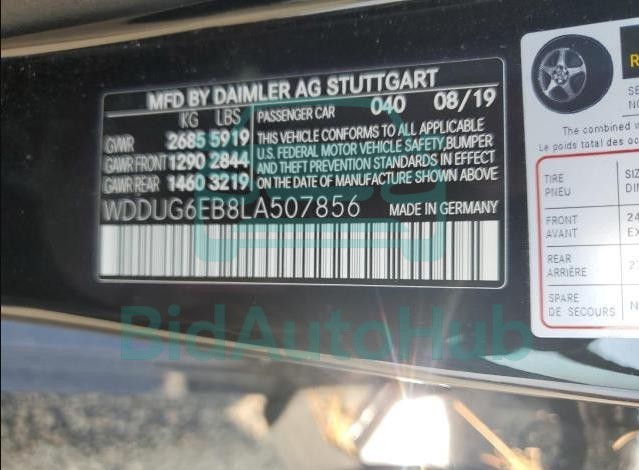 MFD BY DAIMLER AG STUTTGART
KG LBS PASSENGER CAR 040 08/19
GVWR 2685 5919
GAWR FRONT 1290 2844
GAWR REAR 1460 3219
THIS VEHICLE CONFORMS TO ALL APPLICABLE
U.S. FEDERAL MOTOR VEHICLE SAFETY, BUMPER
AND THEFT PREVENTION STANDARDS IN EFFECT
ON THE DATE OF MANUFACTURE SHOWN ABOVE
WDDUG6EB8LA507856 MADE IN GERMANY
BidAutoHub
The combined
Le poids total des
TIRE
PNEU
FRONT
AVANT
REAR
ARRIÈRE
SPARE
DE SECOURS